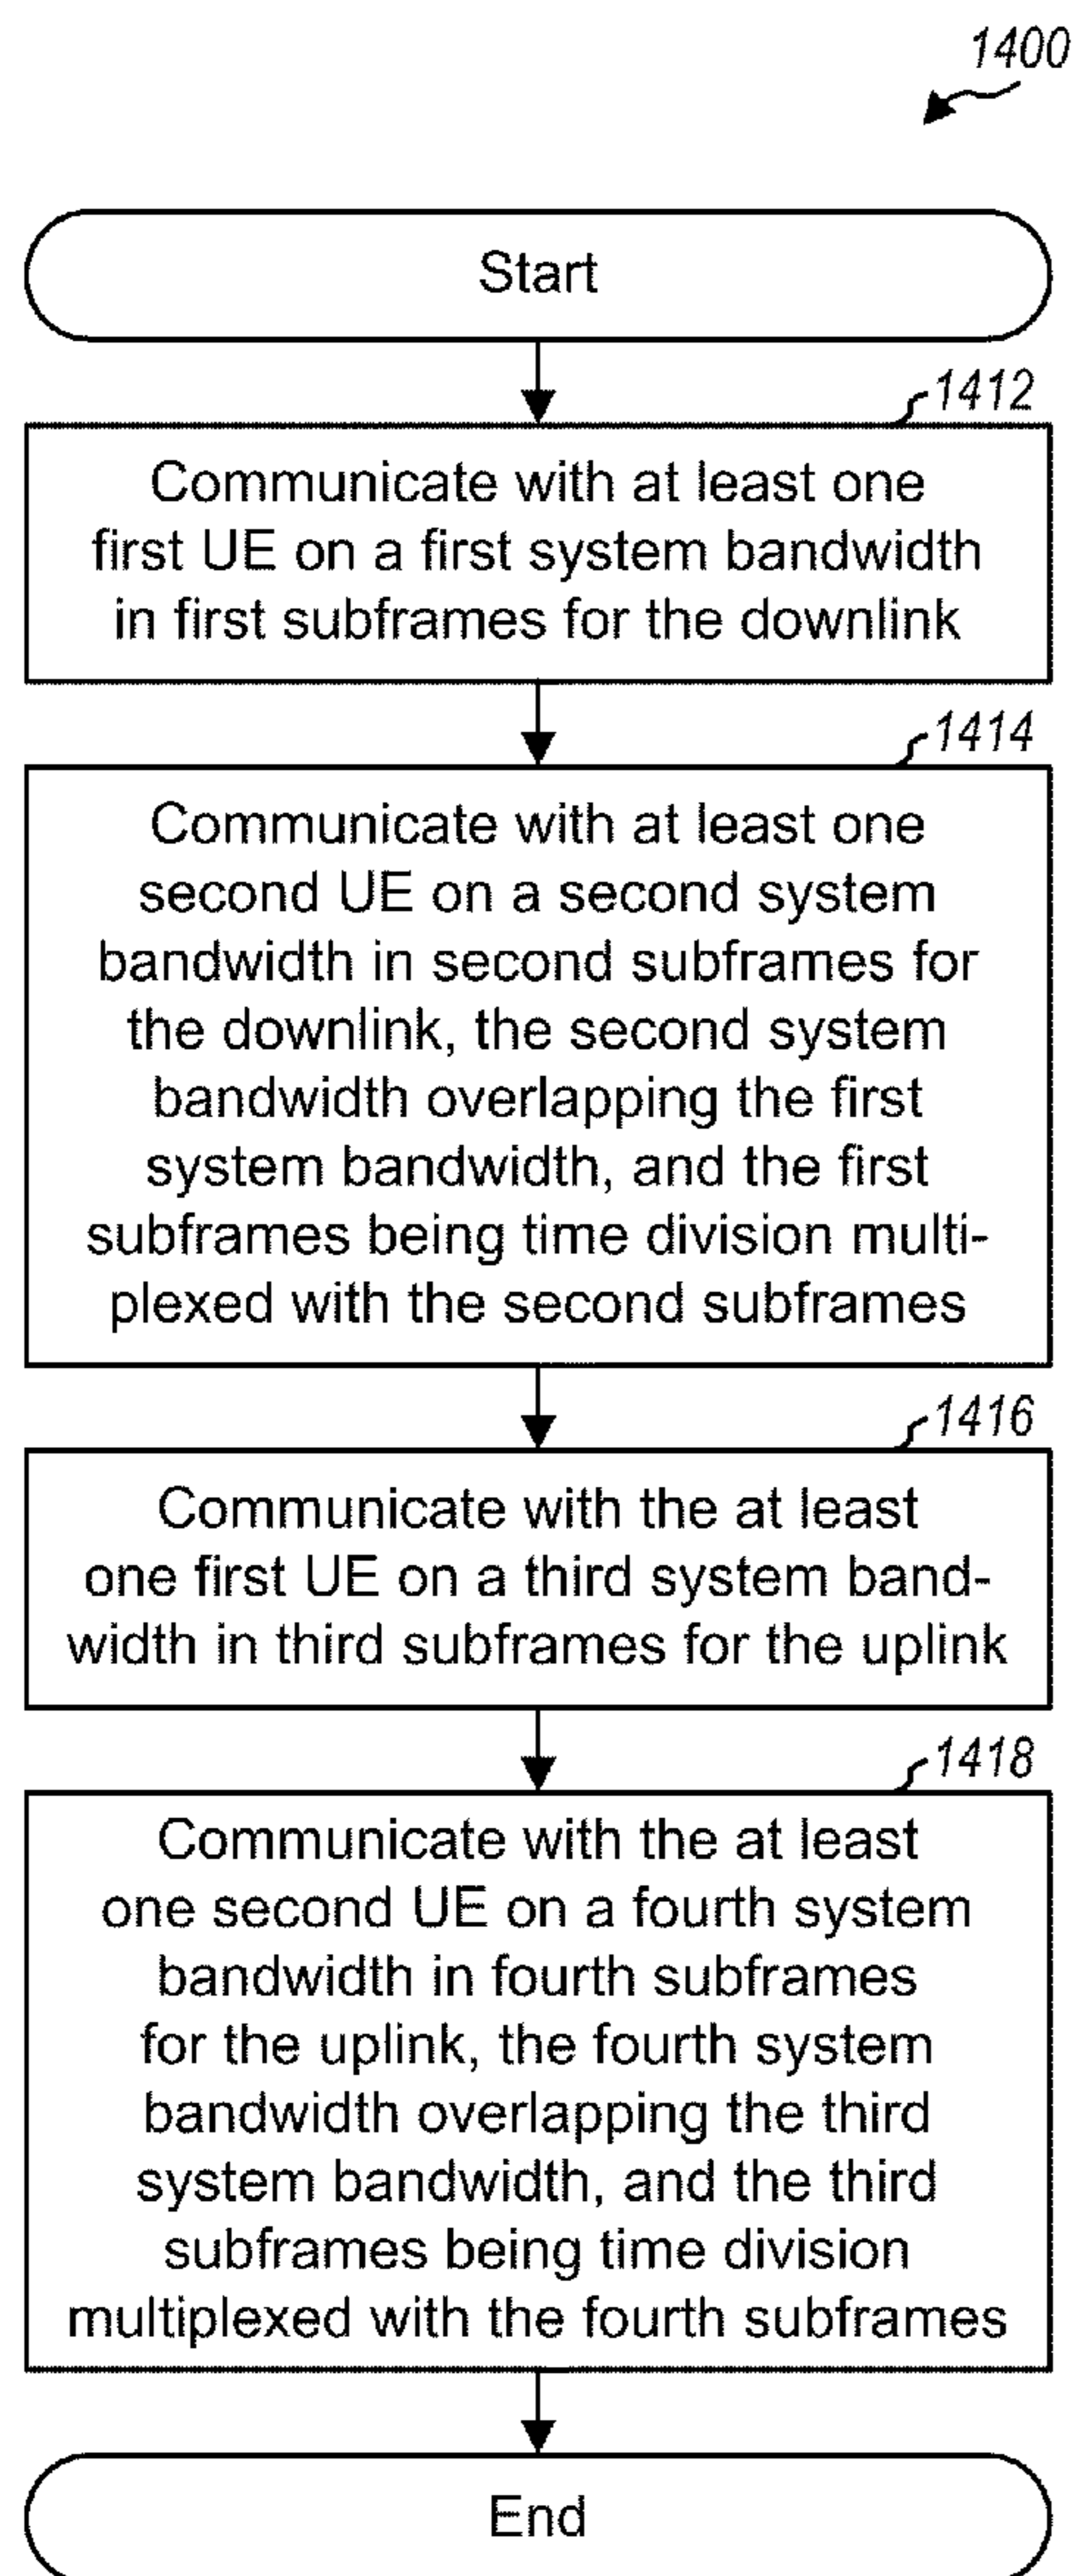 1400
Start
1412
Communicate with at least one
first UE on a first system bandwidth
in first subframes for the downlink
1414
Communicate with at least one
second UE on a second system
bandwidth in second subframes for
the downlink, the second system
bandwidth overlapping the first
system bandwidth, and the first
subframes being time division multi-
plexed with the second subframes
1416
Communicate with the at least
one first UE on a third system band-
width in third subframes for the uplink
1418
Communicate with the at least
one second UE on a fourth system
bandwidth in fourth subframes
for the uplink, the fourth system
bandwidth overlapping the third
system bandwidth, and the third
subframes being time division
multiplexed with the fourth subframes
End